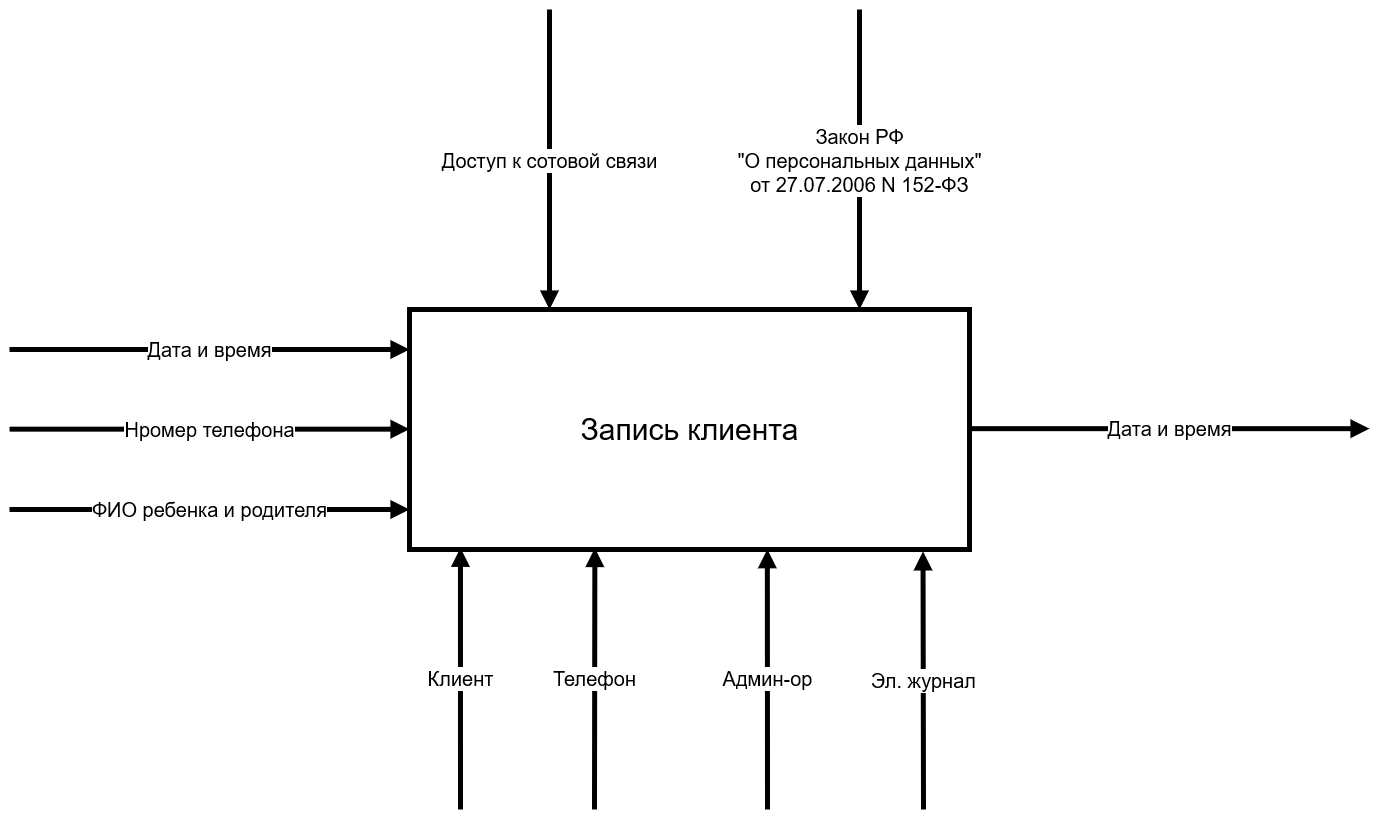 Доступ к сотовой связи
Закон РФ
"О персональных данных"
от 27.07.2006 N 152-ФЗ
Дата и время
Нромер телефона
ФИО ребенка и родителя
Запись клиента
Дата и время
Клиент
Телефон
Админ-ор
Эл. журнал